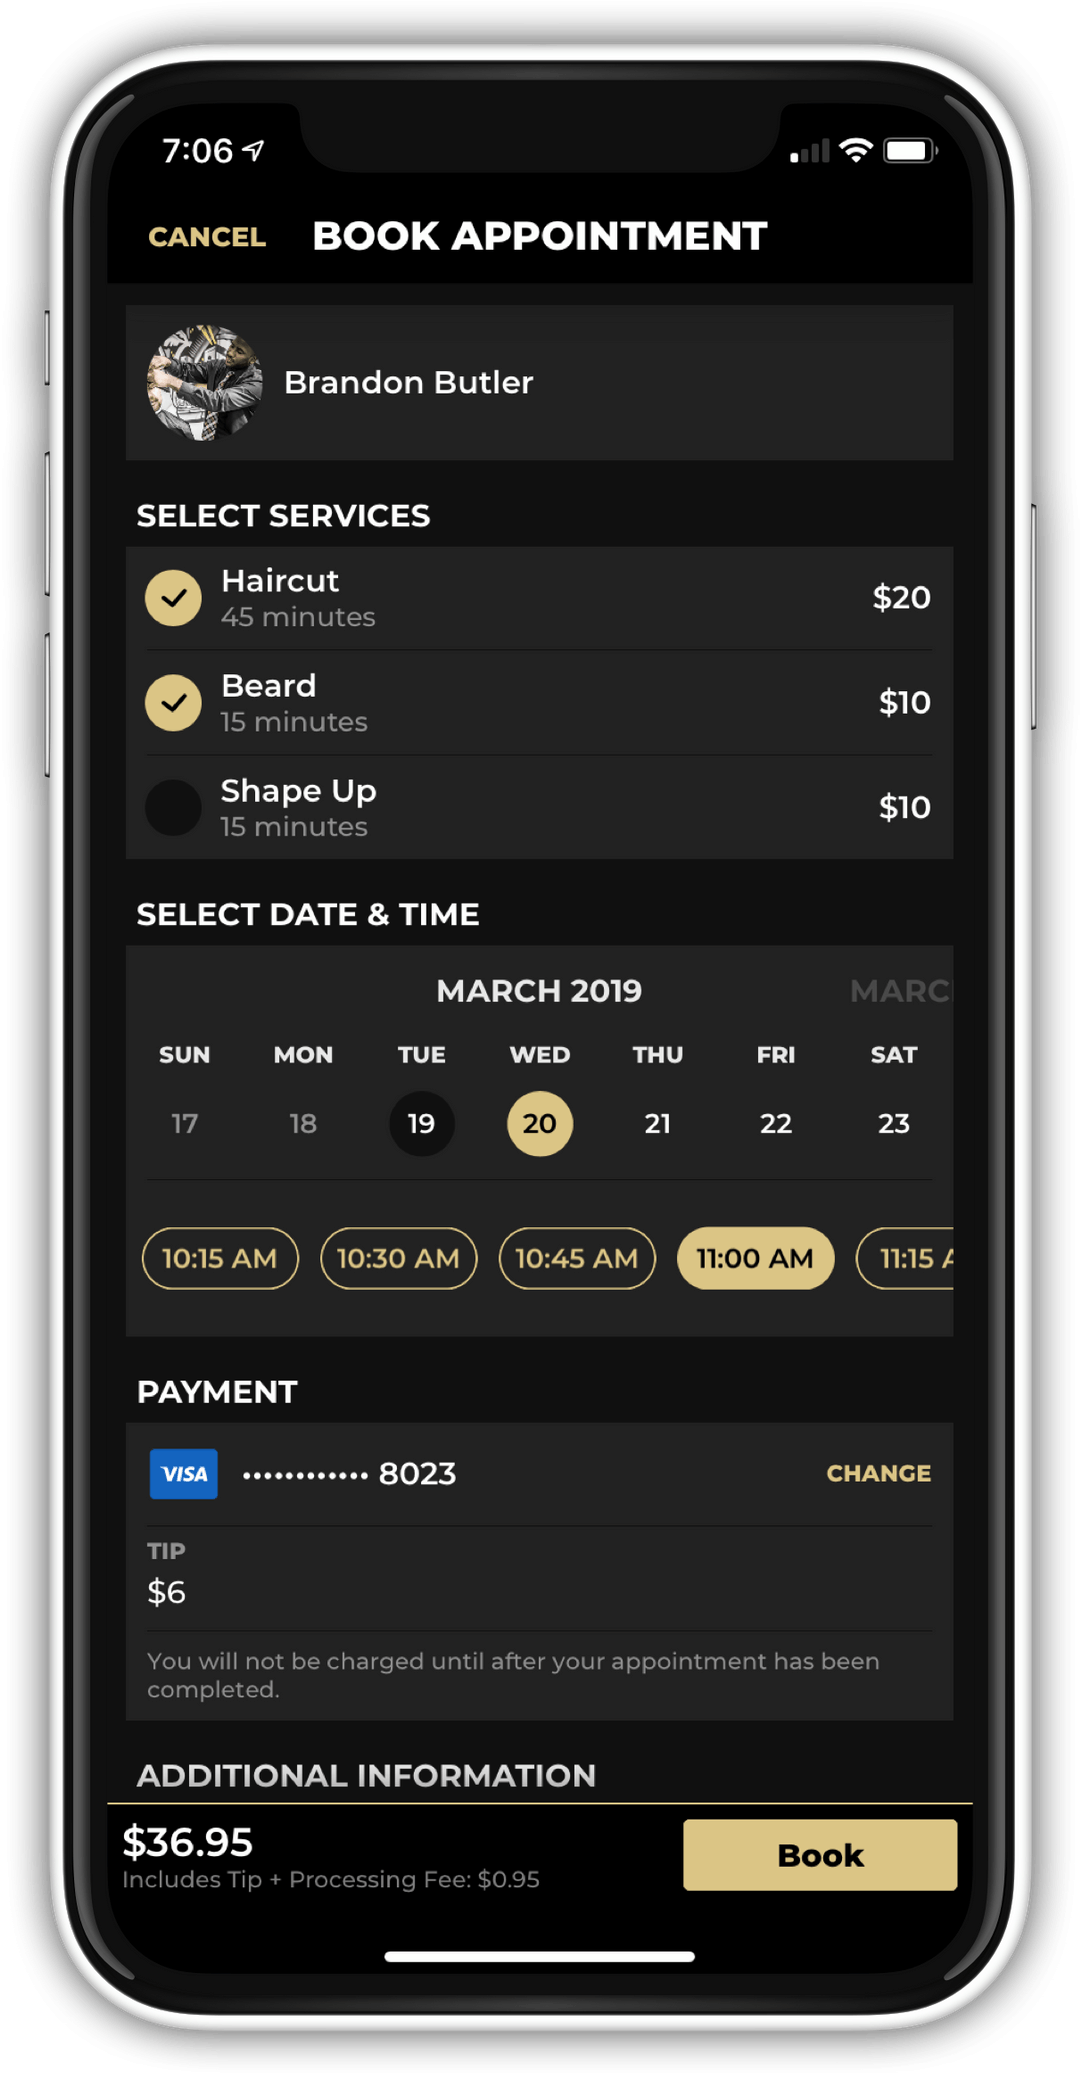 7:06
CANCEL BOOK APPOINTMENT
Brandon Butler
SELECT SERVICES
Haircut $20
45 minutes
Beard $10
15 minutes
Shape Up $10
15 minutes
SELECT DATE & TIME
MARCH 2019 MARC
SUN MON TUE WED THU FRI SAT
17 18 19 20 21 22 23
10:15 AM 10:30 AM 10:45 AM 11:00 AM 11:15 A
PAYMENT
VISA ············ 8023 CHANGE
TIP
$6
You will not be charged until after your appointment has been
completed.
ADDITIONAL INFORMATION
$36.95 Book
Includes Tip + Processing Fee: $0.95